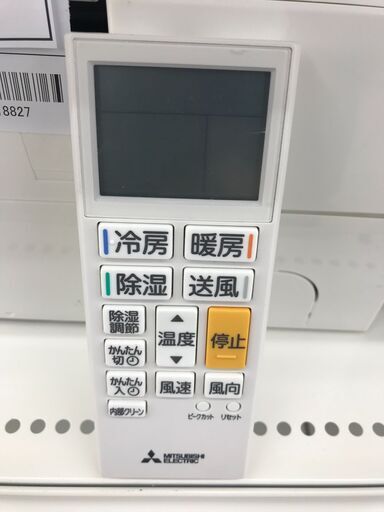 8827
冷房
暖房
除湿
送風
除湿
調節
▲
温度
▼
停止
かんたん
切
かんたん
入
風速
風向
内部クリーン
ピークカット
リセット
MITSUBISHI
ELECTRIC